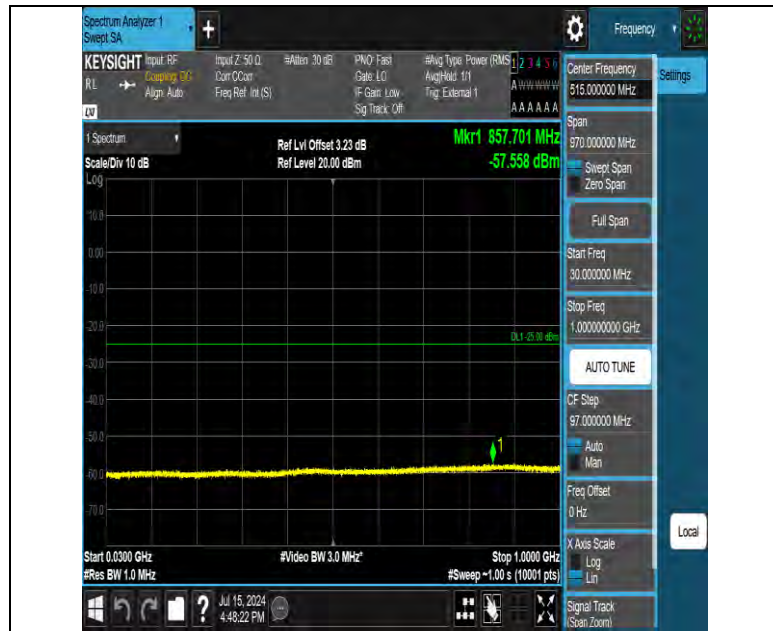 Spectrum Analyzer 1
Swept SA
+
Frequency
KEYSIGHT
RL
Input: RF
Coupling: DC
Align: Auto
Input Z: 50 Ω
Corr CCorr
Freq Ref: Int (S)
#Atten: 30 dB
PNO: Fast
Gate: LO
IF Gain: Low
Sig Track: Off
#Avg Type: Power (RMS
Avg|Hold: 1/1
Trig: External 1
1 2 3 4 5 6
A W W W W W
A A A A A A
LXI
1 Spectrum
Scale/Div 10 dB
Ref Lvl Offset 3.23 dB
Ref Level 20.00 dBm
Mkr1 857.701 MHz
-57.558 dBm
Log
10.0
0.00
-10.0
-20.0
-30.0
-40.0
-50.0
-60.0
-70.0
DL1 -25.00 dBm
1
Start 0.0300 GHz
#Res BW 1.0 MHz
#Video BW 3.0 MHz*
Stop 1.0000 GHz
#Sweep ~1.00 s (10001 pts)
?
Jul 15, 2024
4:48:22 PM
Center Frequency
515.000000 MHz
Settings
Span
970.000000 MHz
Swept Span
Zero Span
Full Span
Start Freq
30.000000 MHz
Stop Freq
1.000000000 GHz
AUTO TUNE
CF Step
97.000000 MHz
Auto
Man
Freq Offset
0 Hz
X Axis Scale
Log
Lin
Local
Signal Track
(Span Zoom)